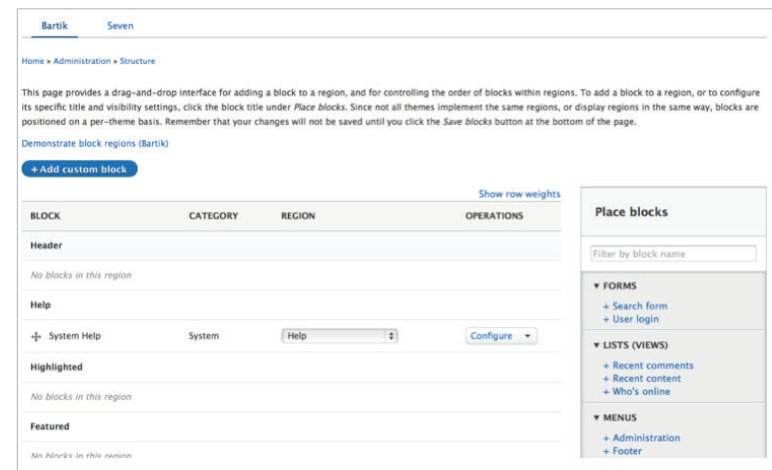 Bartik Seven
Home » Administration » Structure
This page provides a drag-and-drop interface for adding a block to a region, and for controlling the order of blocks within regions. To add a block to a region, or to configure
its specific title and visibility settings, click the block title under Place blocks. Since not all themes implement the same regions, or display regions in the same way, blocks are
positioned on a per-theme basis. Remember that your changes will not be saved until you click the Save blocks button at the bottom of the page.
Demonstrate block regions (Bartik)
+Add custom block
Show row weights
BLOCK CATEGORY REGION OPERATIONS
Header
No blocks in this region
Help
System Help System Help Configure
Highlighted
No blocks in this region
Featured
No blocks in this region
Place blocks
Filter by block name
▼ FORMS
+ Search form
+ User login
▼ LISTS (VIEWS)
+ Recent comments
+ Recent content
+ Who's online
▼ MENUS
+ Administration
+ Footer